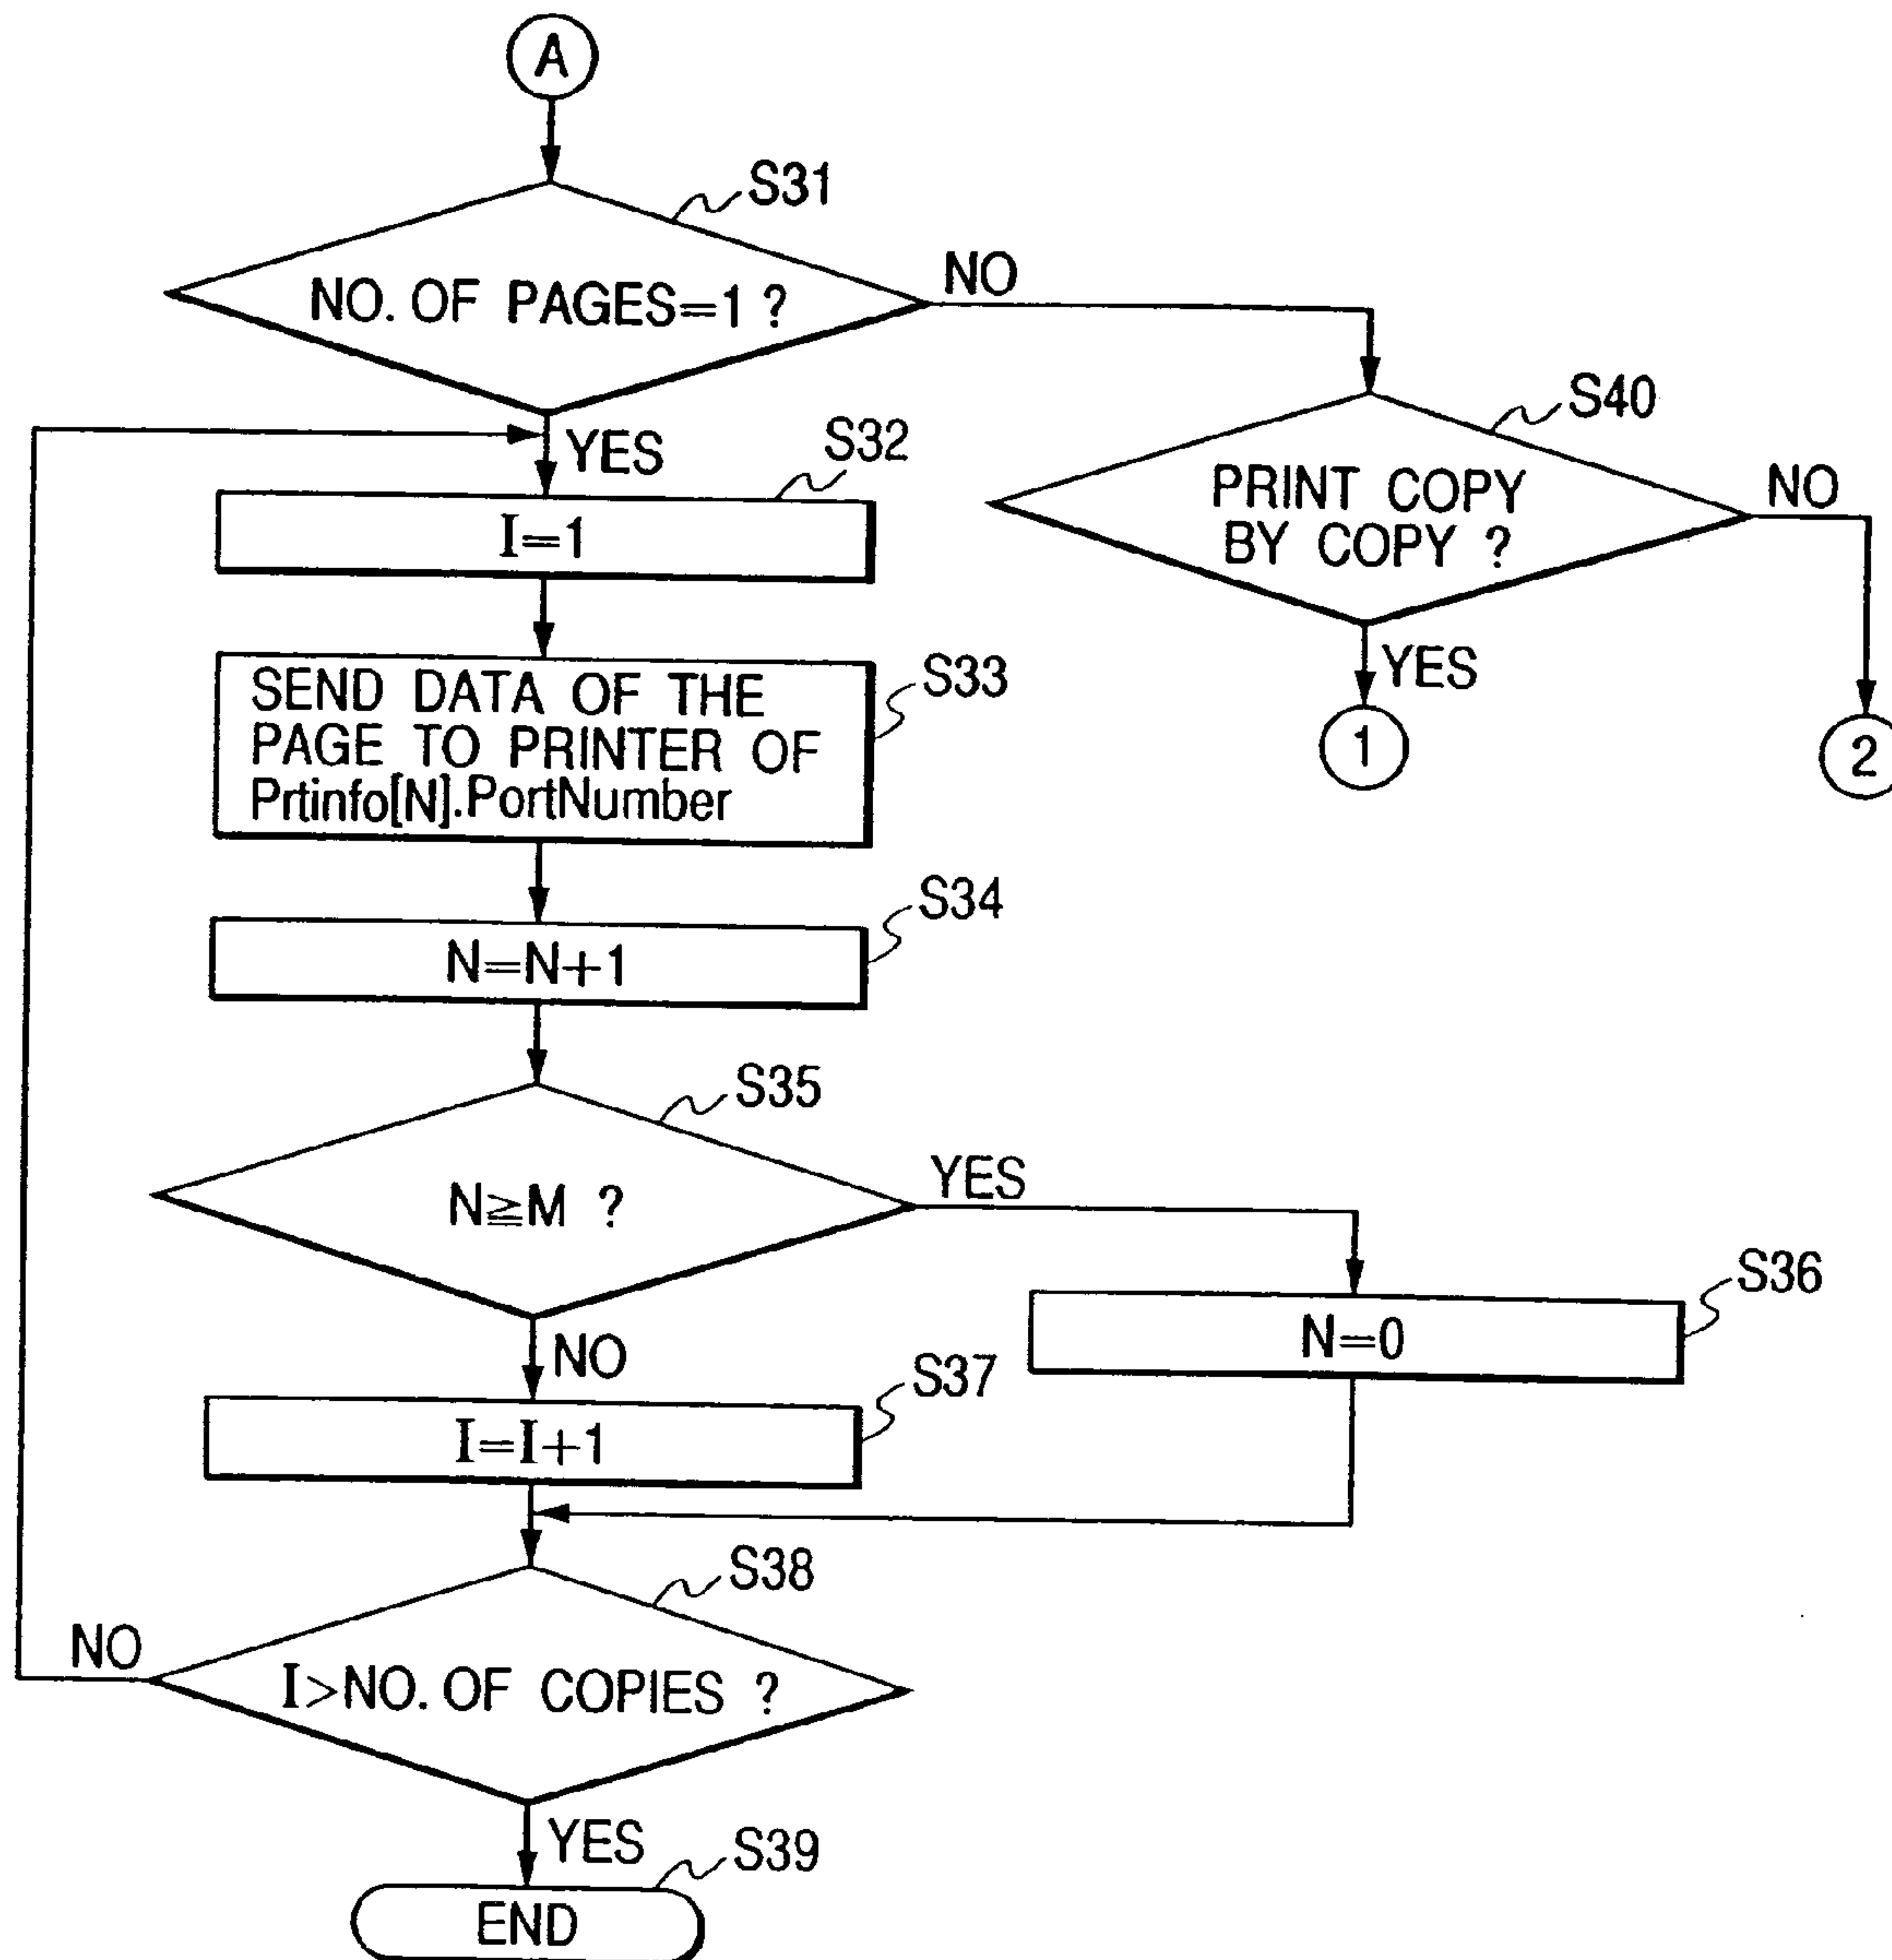 A
S31
NO. OF PAGES=1 ?
NO
YES
S32
I=1
S40
PRINT COPY
BY COPY ?
NO
YES
1
2
SEND DATA OF THE
PAGE TO PRINTER OF
Prtinfo[N].PortNumber
S33
S34
N=N+1
S35
N≧M ?
YES
S36
N=0
NO
S37
I=I+1
S38
NO
I>NO. OF COPIES ?
YES
S39
END